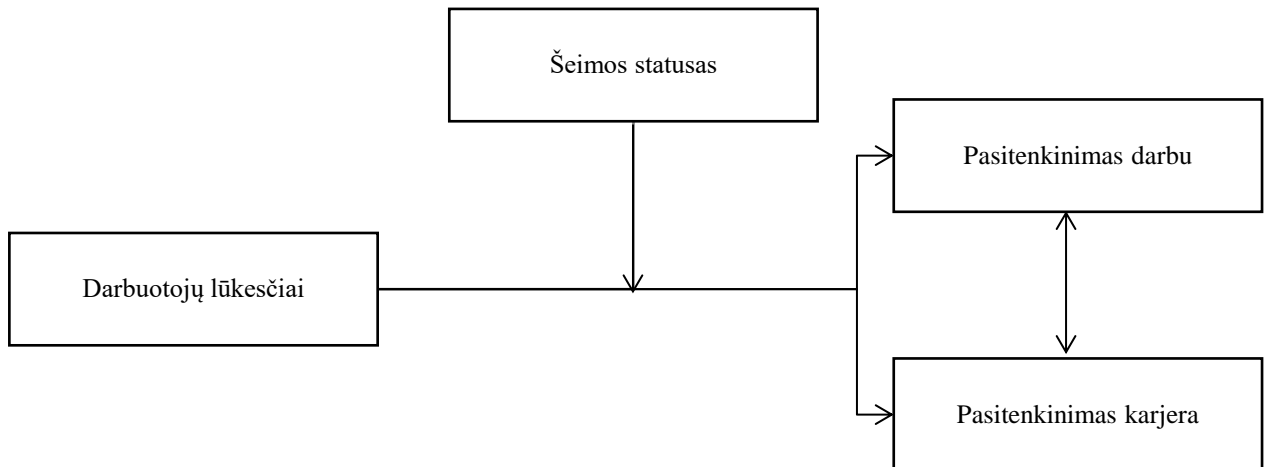 Šeimos statusas
Pasitenkinimas darbu
Darbuotojų lūkesčiai
Pasitenkinimas karjera